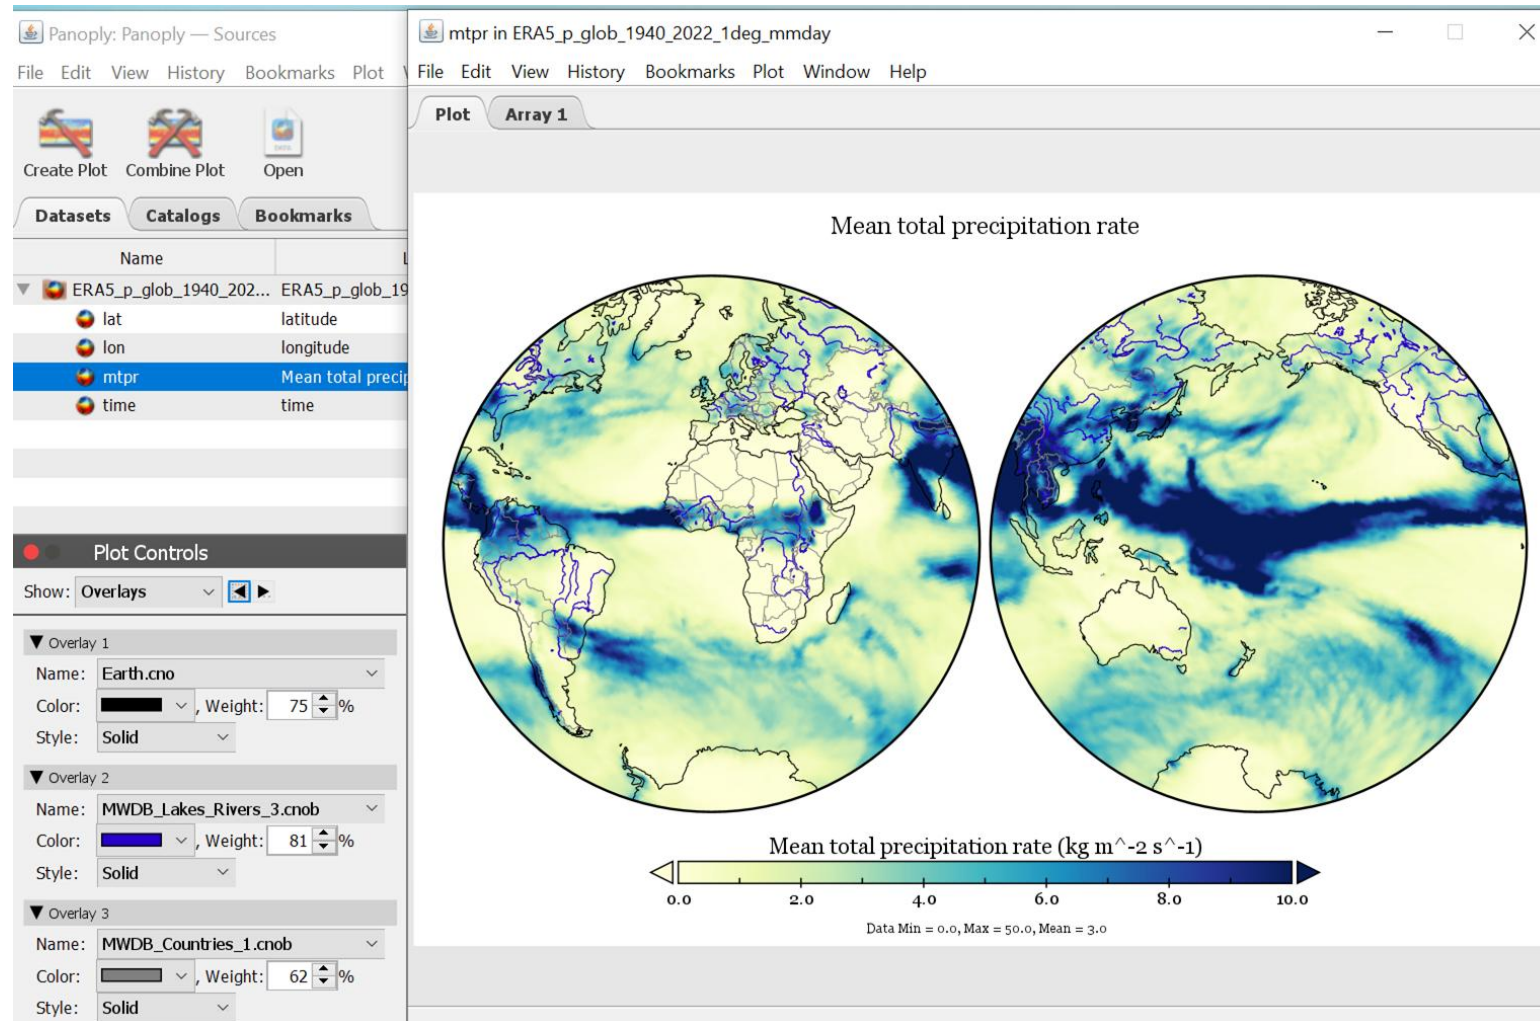 Panoply: Panoply — Sources
File Edit View History Bookmarks Plot
Create Plot Combine Plot Open
Datasets Catalogs Bookmarks
Name
ERA5_p_glob_1940_202... ERA5_p_glob_19
lat latitude
lon longitude
mtpr Mean total precip
time time
Plot Controls
Show: Overlays
Overlay 1
Name: Earth.cno
Color: , Weight: 75 %
Style: Solid
Overlay 2
Name: MWDB_Lakes_Rivers_3.cnob
Color: , Weight: 81 %
Style: Solid
Overlay 3
Name: MWDB_Countries_1.cnob
Color: , Weight: 62 %
Style: Solid
mtpr in ERA5_p_glob_1940_2022_1deg_mmday
File Edit View History Bookmarks Plot Window Help
Plot Array 1
Mean total precipitation rate
Mean total precipitation rate (kg m^-2 s^-1)
0.0 2.0 4.0 6.0 8.0 10.0
Data Min = 0.0, Max = 50.0, Mean = 3.0